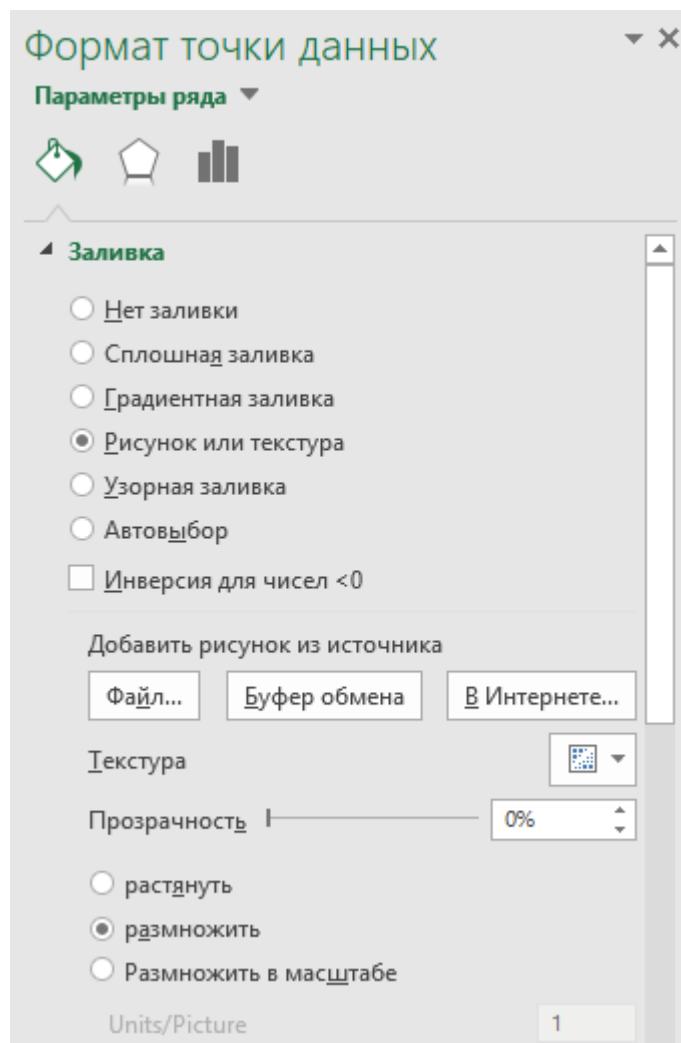 Формат точки данных
Параметры ряда
Заливка
Нет заливки
Сплошная заливка
Градиентная заливка
Рисунок или текстура
Узорная заливка
Автовыбор
Инверсия для чисел <0
Добавить рисунок из источника
Файл... Буфер обмена В Интернете...
Текстура
Прозрачность 0%
растянуть
размножить
Размножить в масштабе
Units/Picture 1